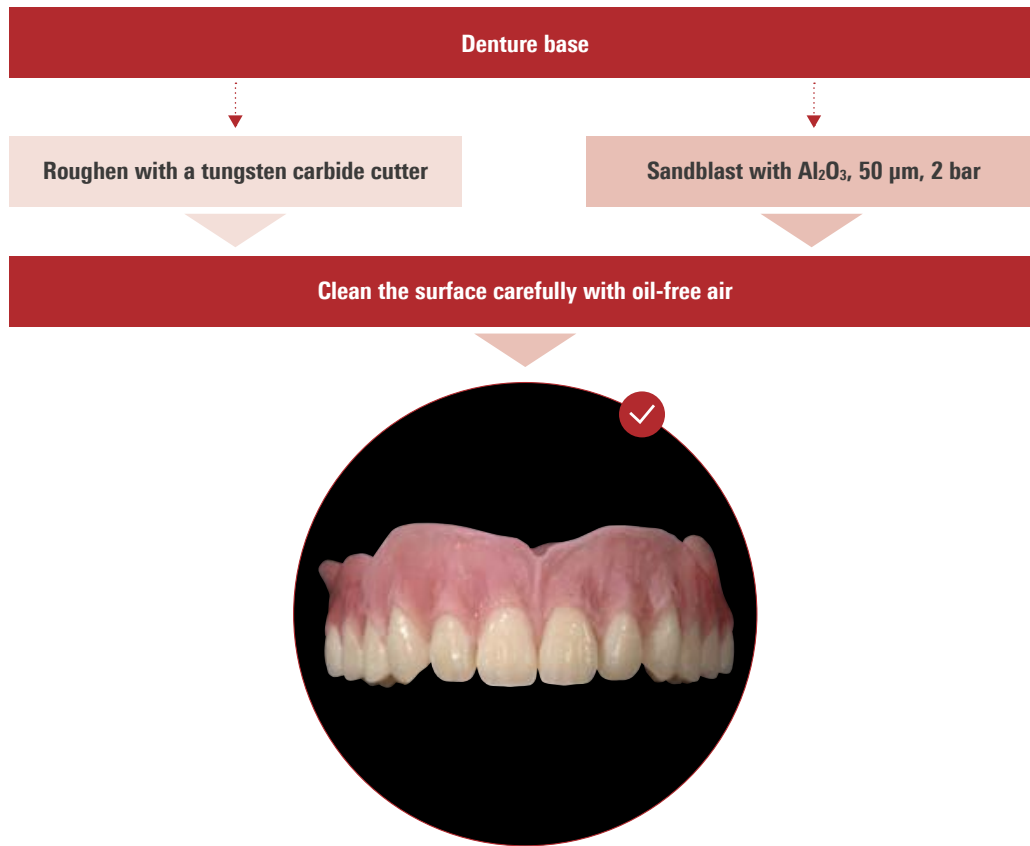 Denture base
Roughen with a tungsten carbide cutter
Sandblast with Al₂O₃, 50 µm, 2 bar
Clean the surface carefully with oil-free air